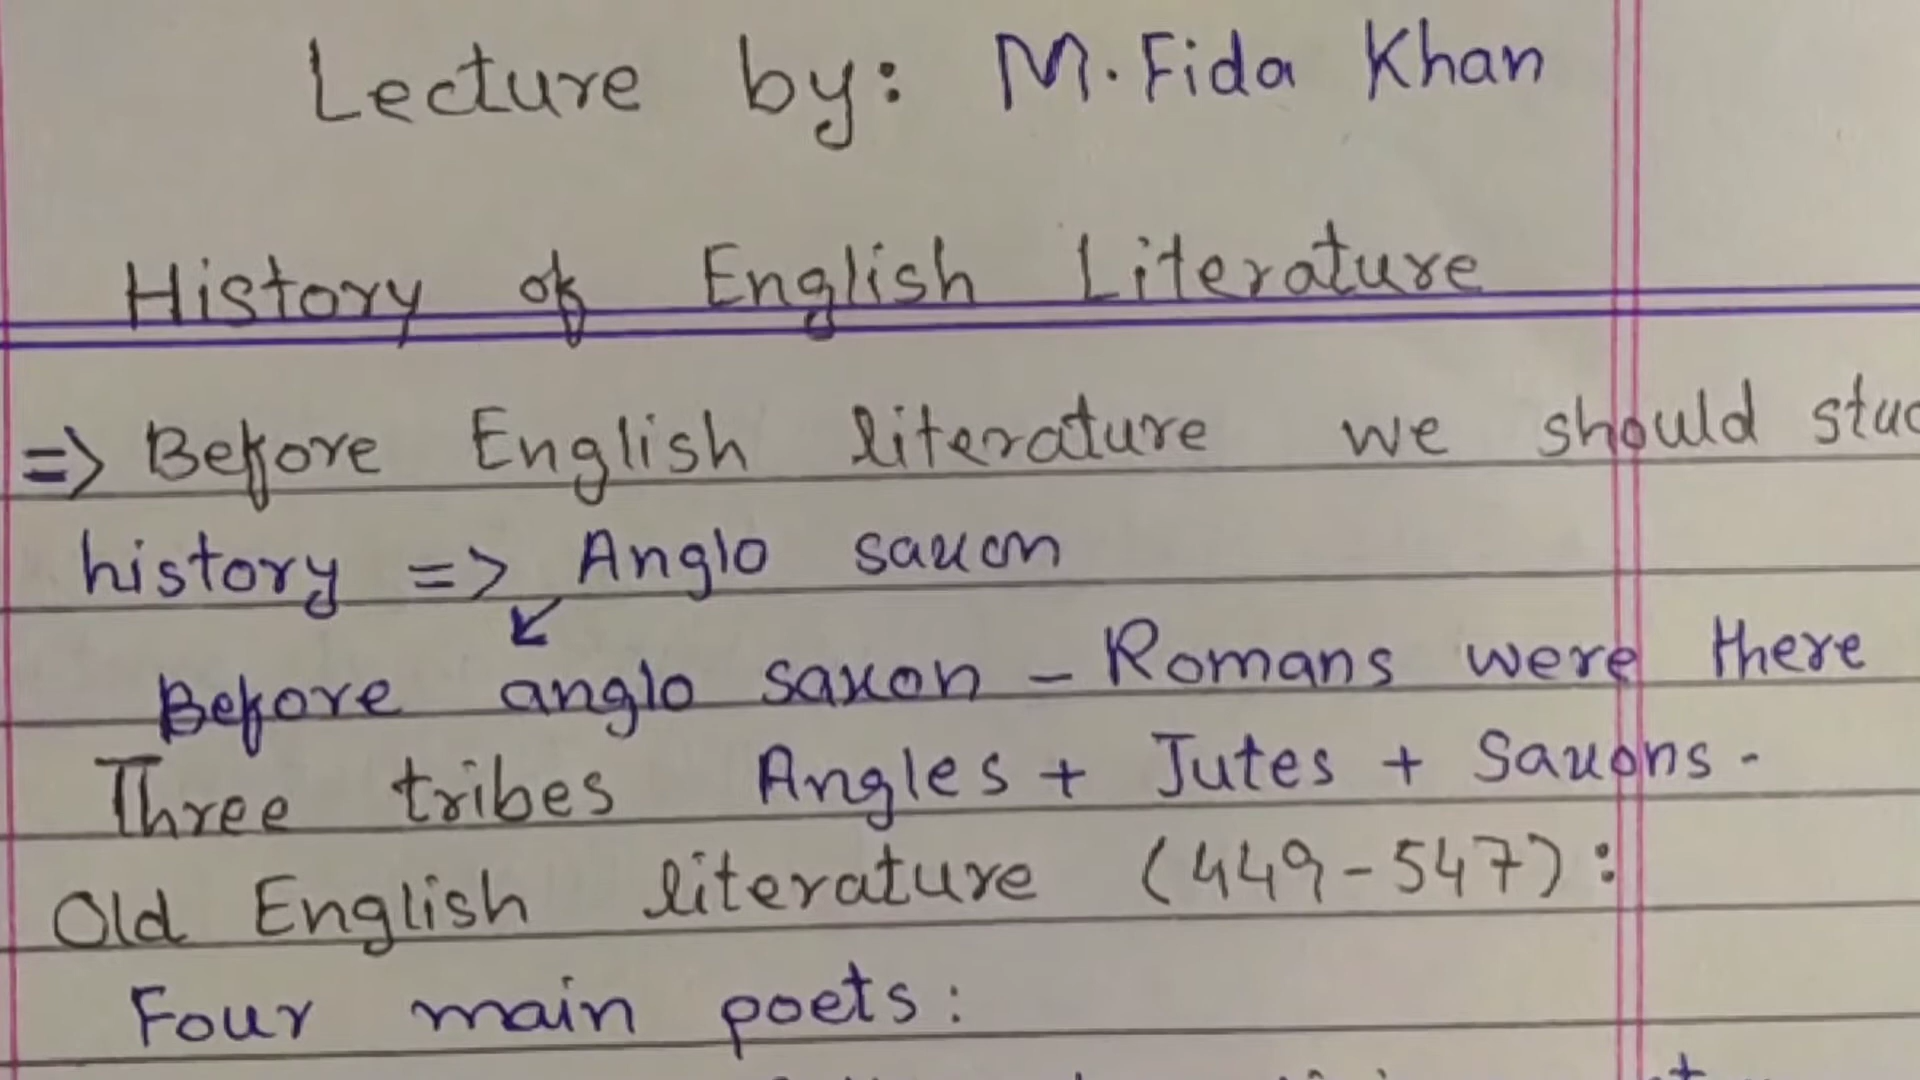 Lecture by: M. Fida Khan
History of English Literature
=> Before English literature we should
history => Anglo saxon
Before anglo saxon - Romans were there
Three tribes Angles + Jutes + Saxons.
Old English literature (449-547):
Four main poets: